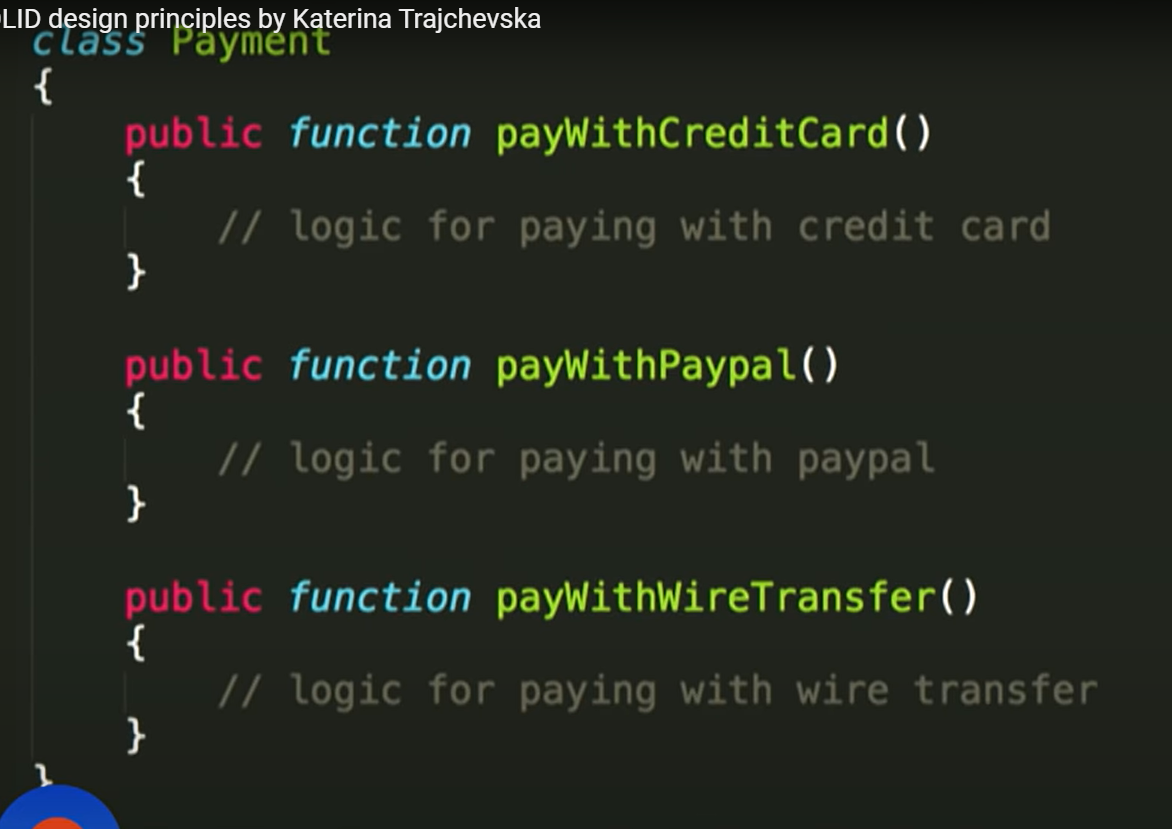 LID design principles by Katerina Trajchevska
class Payment
{
    public function payWithCreditCard()
    {
        // logic for paying with credit card
    }

    public function payWithPaypal()
    {
        // logic for paying with paypal
    }

    public function payWithWireTransfer()
    {
        // logic for paying with wire transfer
    }
}